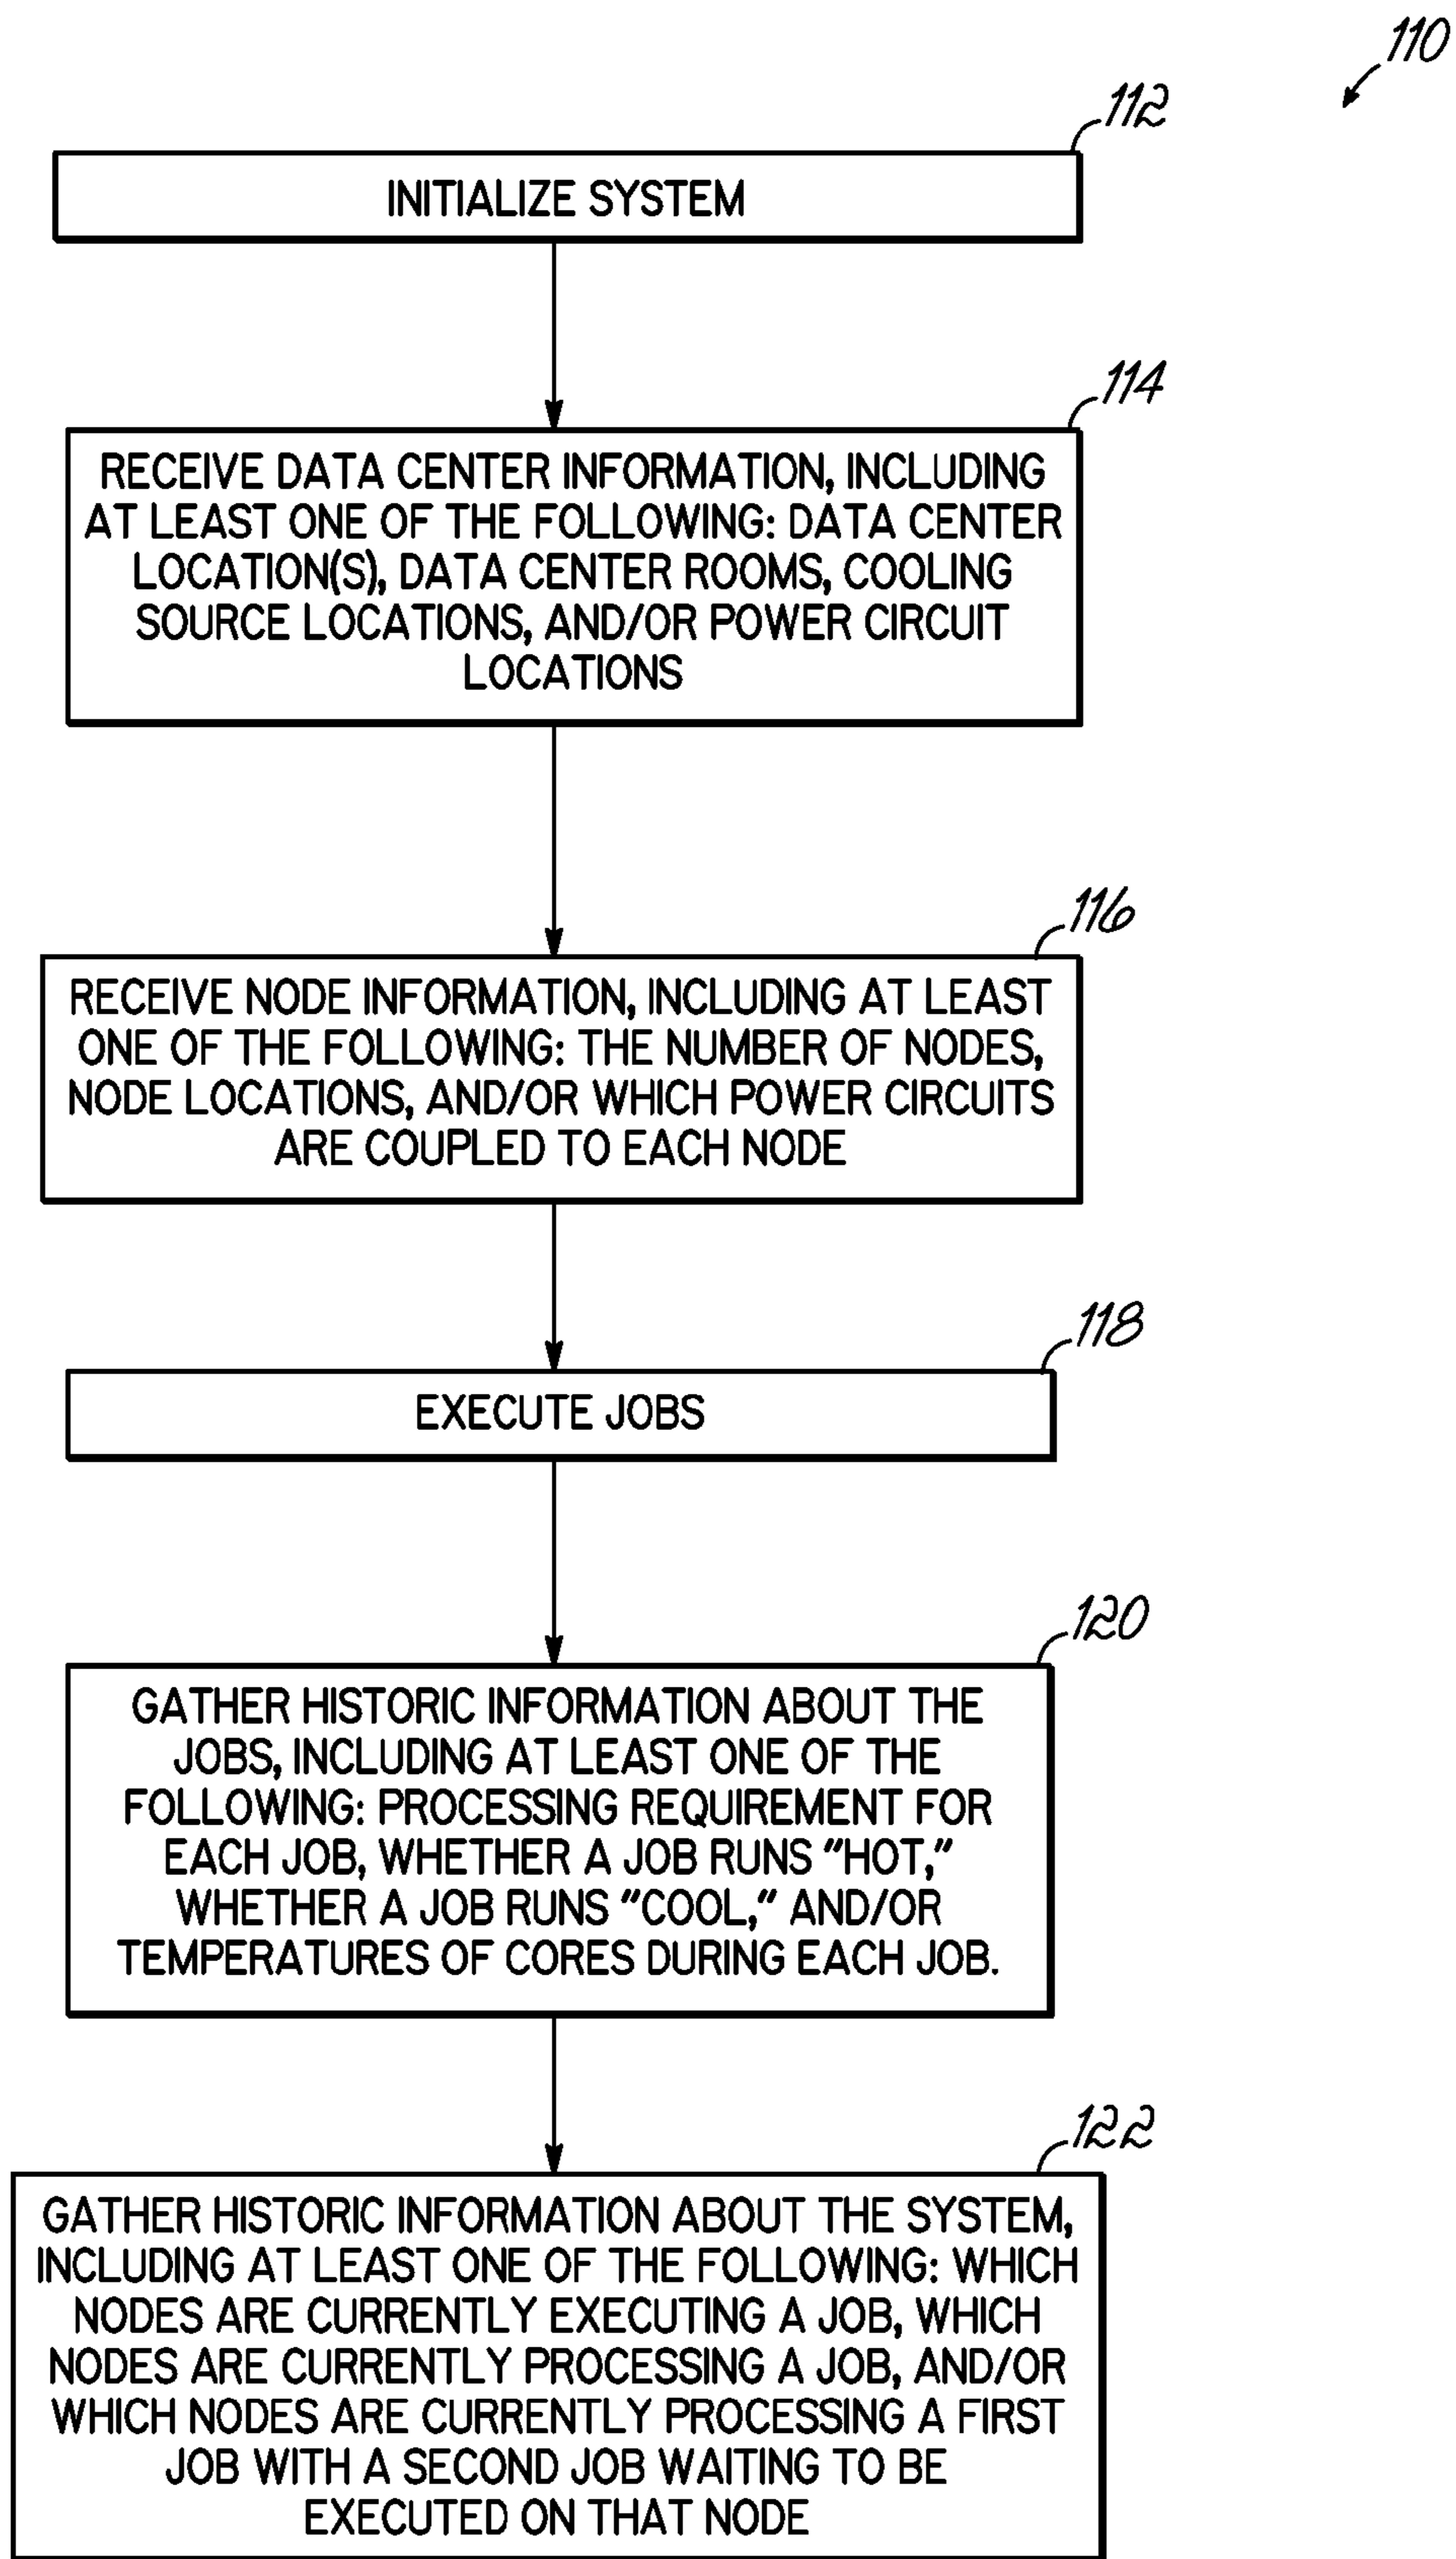 110
112
INITIALIZE SYSTEM
114
RECEIVE DATA CENTER INFORMATION, INCLUDING
AT LEAST ONE OF THE FOLLOWING: DATA CENTER
LOCATION(S), DATA CENTER ROOMS, COOLING
SOURCE LOCATIONS, AND/OR POWER CIRCUIT
LOCATIONS
116
RECEIVE NODE INFORMATION, INCLUDING AT LEAST
ONE OF THE FOLLOWING: THE NUMBER OF NODES,
NODE LOCATIONS, AND/OR WHICH POWER CIRCUITS
ARE COUPLED TO EACH NODE
118
EXECUTE JOBS
120
GATHER HISTORIC INFORMATION ABOUT THE
JOBS, INCLUDING AT LEAST ONE OF THE
FOLLOWING: PROCESSING REQUIREMENT FOR
EACH JOB, WHETHER A JOB RUNS "HOT,"
WHETHER A JOB RUNS "COOL," AND/OR
TEMPERATURES OF CORES DURING EACH JOB.
122
GATHER HISTORIC INFORMATION ABOUT THE SYSTEM,
INCLUDING AT LEAST ONE OF THE FOLLOWING: WHICH
NODES ARE CURRENTLY EXECUTING A JOB, WHICH
NODES ARE CURRENTLY PROCESSING A JOB, AND/OR
WHICH NODES ARE CURRENTLY PROCESSING A FIRST
JOB WITH A SECOND JOB WAITING TO BE
EXECUTED ON THAT NODE